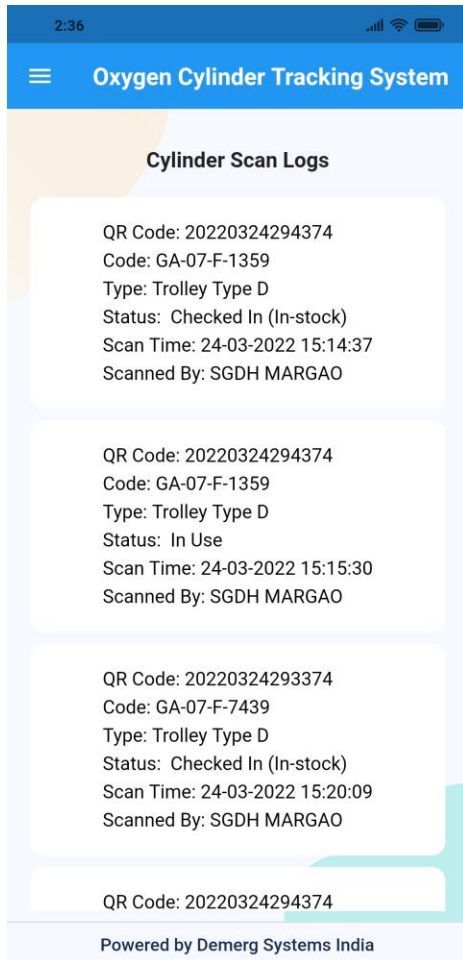 2:36
Oxygen Cylinder Tracking System
Cylinder Scan Logs
QR Code: 20220324294374
Code: GA-07-F-1359
Type: Trolley Type D
Status:  Checked In (In-stock)
Scan Time: 24-03-2022 15:14:37
Scanned By: SGDH MARGAO
QR Code: 20220324294374
Code: GA-07-F-1359
Type: Trolley Type D
Status:  In Use
Scan Time: 24-03-2022 15:15:30
Scanned By: SGDH MARGAO
QR Code: 20220324293374
Code: GA-07-F-7439
Type: Trolley Type D
Status:  Checked In (In-stock)
Scan Time: 24-03-2022 15:20:09
Scanned By: SGDH MARGAO
QR Code: 20220324294374
Powered by Demerg Systems India